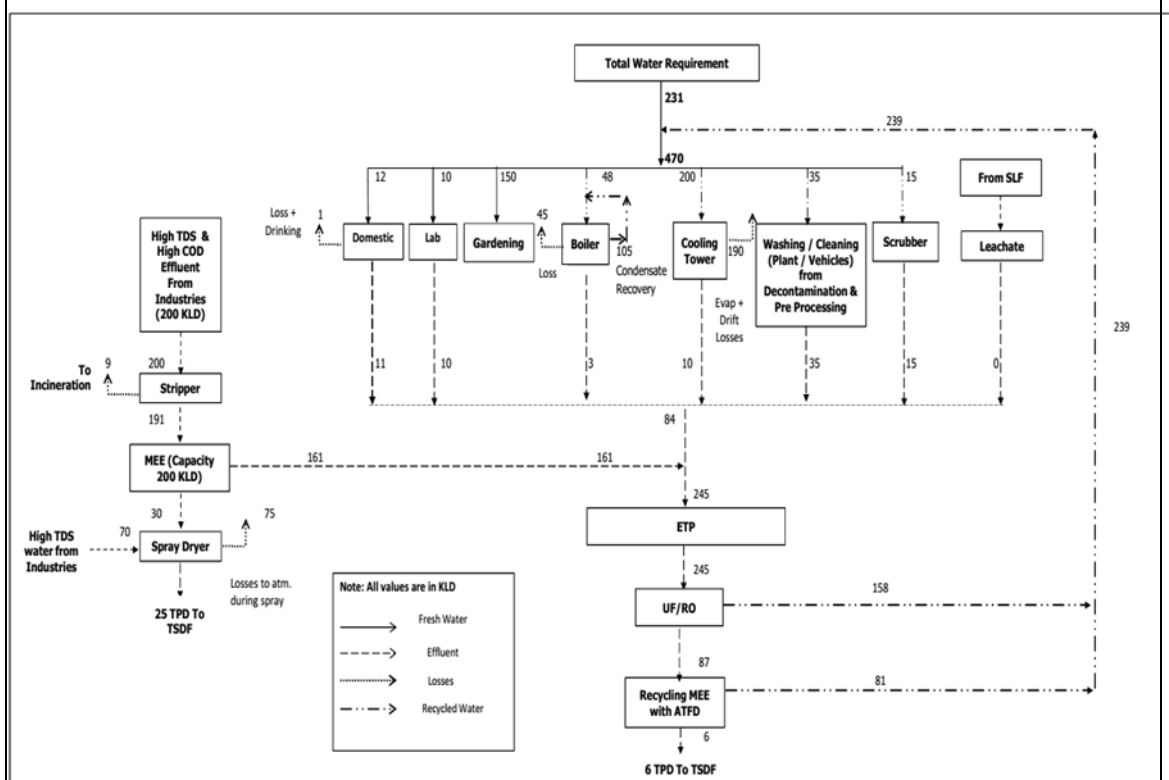 Total Water Requirement
231
239
470
12
10
150
48
200
35
15
From SLF
Loss +
Drinking
1
Domestic
Lab
Gardening
45
Loss
Boiler
105
Condensate
Recovery
Cooling
Tower
190
Evap +
Drift
Losses
Washing / Cleaning
(Plant / Vehicles)
from
Decontamination &
Pre Processing
Scrubber
Leachate
239
High TDS &
High COD
Effluent
From
Industries
(200 KLD)
To
Incineration
9
200
Stripper
191
11
10
3
10
35
15
0
84
MEE (Capacity
200 KLD)
161
161
245
30
75
High TDS
water from
Industries
70
Spray Dryer
Losses to atm.
during spray
25 TPD To
TSDF
ETP
245
UF/RO
158
87
Recycling MEE
with ATFD
81
6
6 TPD To TSDF
Note: All values are in KLD
Fresh Water
Effluent
Losses
Recycled Water